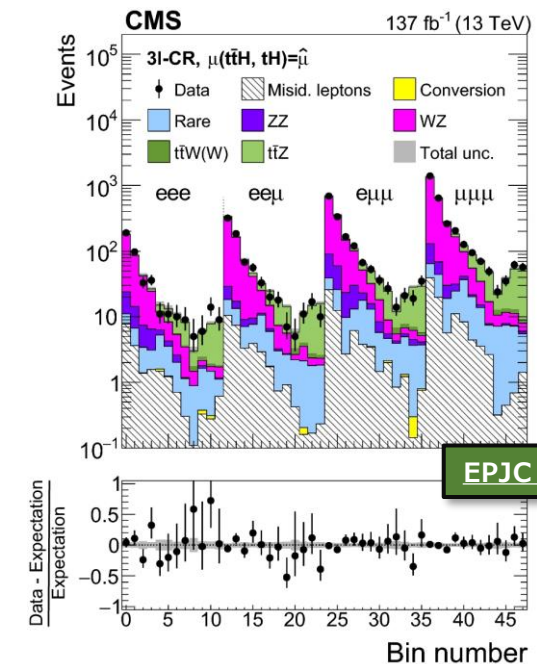 CMS 137 fb⁻¹ (13 TeV)
Events
3l-CR, μ(tt̄H, tH)=μ̂
Data Misid. leptons Conversion
Rare ZZ WZ
tt̄W(W) tt̄Z Total unc.
eee eeμ eμμ μμμ
10⁵
10⁴
10³
10²
10
1
10⁻¹
EPJC
Data - Expectation
Expectation
1
0.5
0
−0.5
−1
0 5 10 15 20 25 30 35 40 45
Bin number